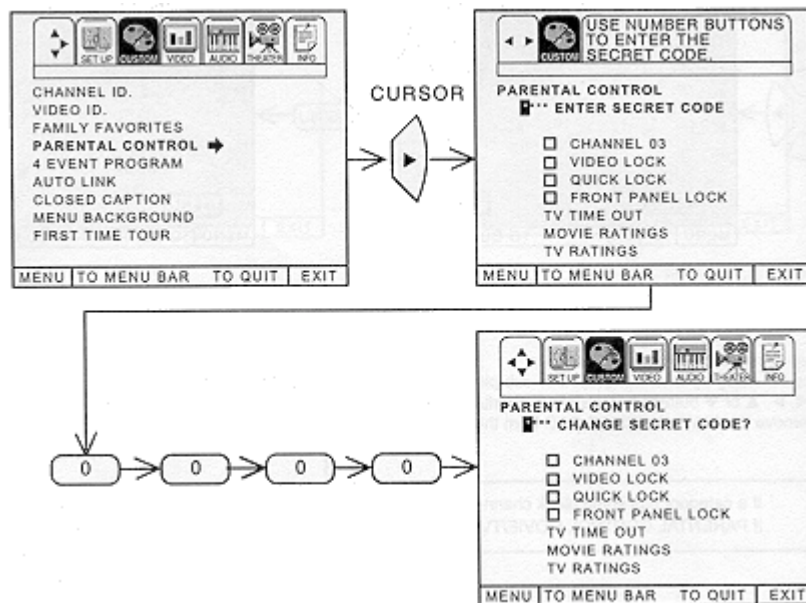 SET UP CUSTOM VIDEO AUDIO THEATER INFO
CHANNEL ID.
VIDEO ID.
FAMILY FAVORITES
PARENTAL CONTROL
4 EVENT PROGRAM
AUTO LINK
CLOSED CAPTION
MENU BACKGROUND
FIRST TIME TOUR
MENU TO MENU BAR TO QUIT EXIT
CURSOR
CUSTOM
USE NUMBER BUTTONS
TO ENTER THE
SECRET CODE.
PARENTAL CONTROL
ENTER SECRET CODE
CHANNEL 03
VIDEO LOCK
QUICK LOCK
FRONT PANEL LOCK
TV TIME OUT
MOVIE RATINGS
TV RATINGS
MENU TO MENU BAR TO QUIT EXIT
0 0 0 0
SET UP CUSTOM VIDEO AUDIO THEATER INFO
PARENTAL CONTROL
CHANGE SECRET CODE?
CHANNEL 03
VIDEO LOCK
QUICK LOCK
FRONT PANEL LOCK
TV TIME OUT
MOVIE RATINGS
TV RATINGS
MENU TO MENU BAR TO QUIT EXIT